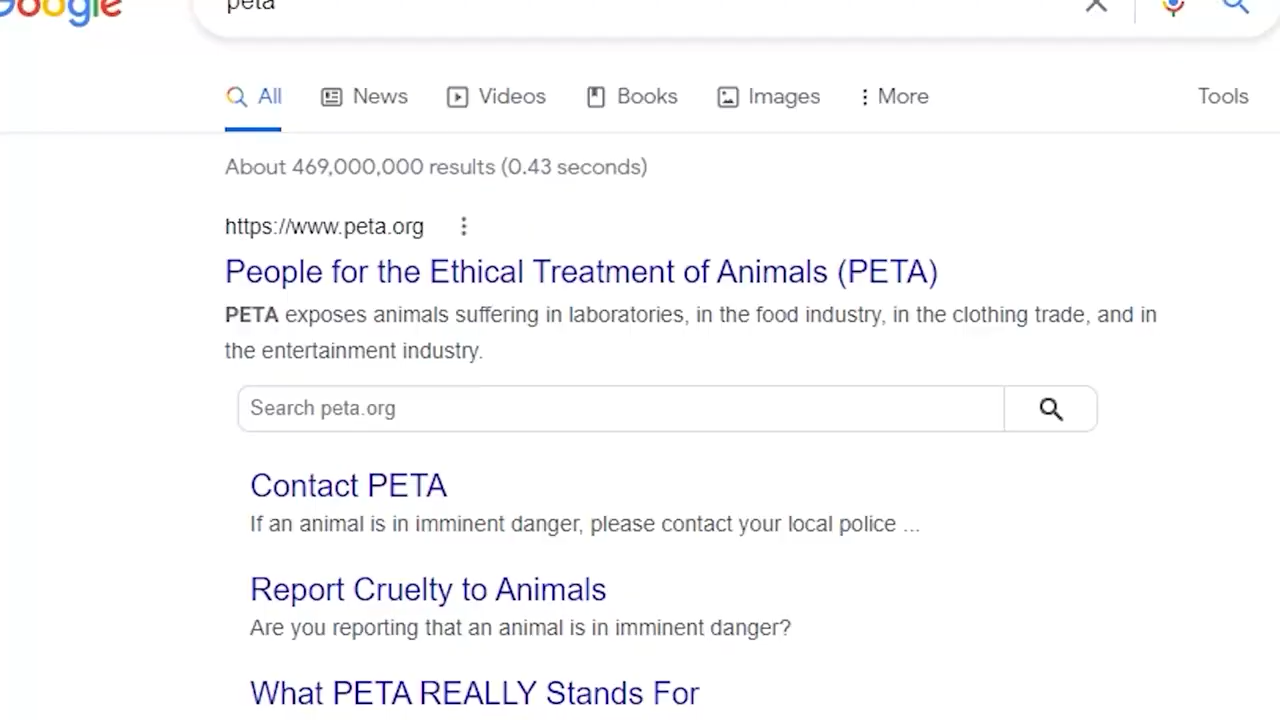 Google
peta
All News Videos Books Images More Tools
About 469,000,000 results (0.43 seconds)
https://www.peta.org
People for the Ethical Treatment of Animals (PETA)
PETA exposes animals suffering in laboratories, in the food industry, in the clothing trade, and in
the entertainment industry.
Search peta.org
Contact PETA
If an animal is in imminent danger, please contact your local police ...
Report Cruelty to Animals
Are you reporting that an animal is in imminent danger?
What PETA REALLY Stands For